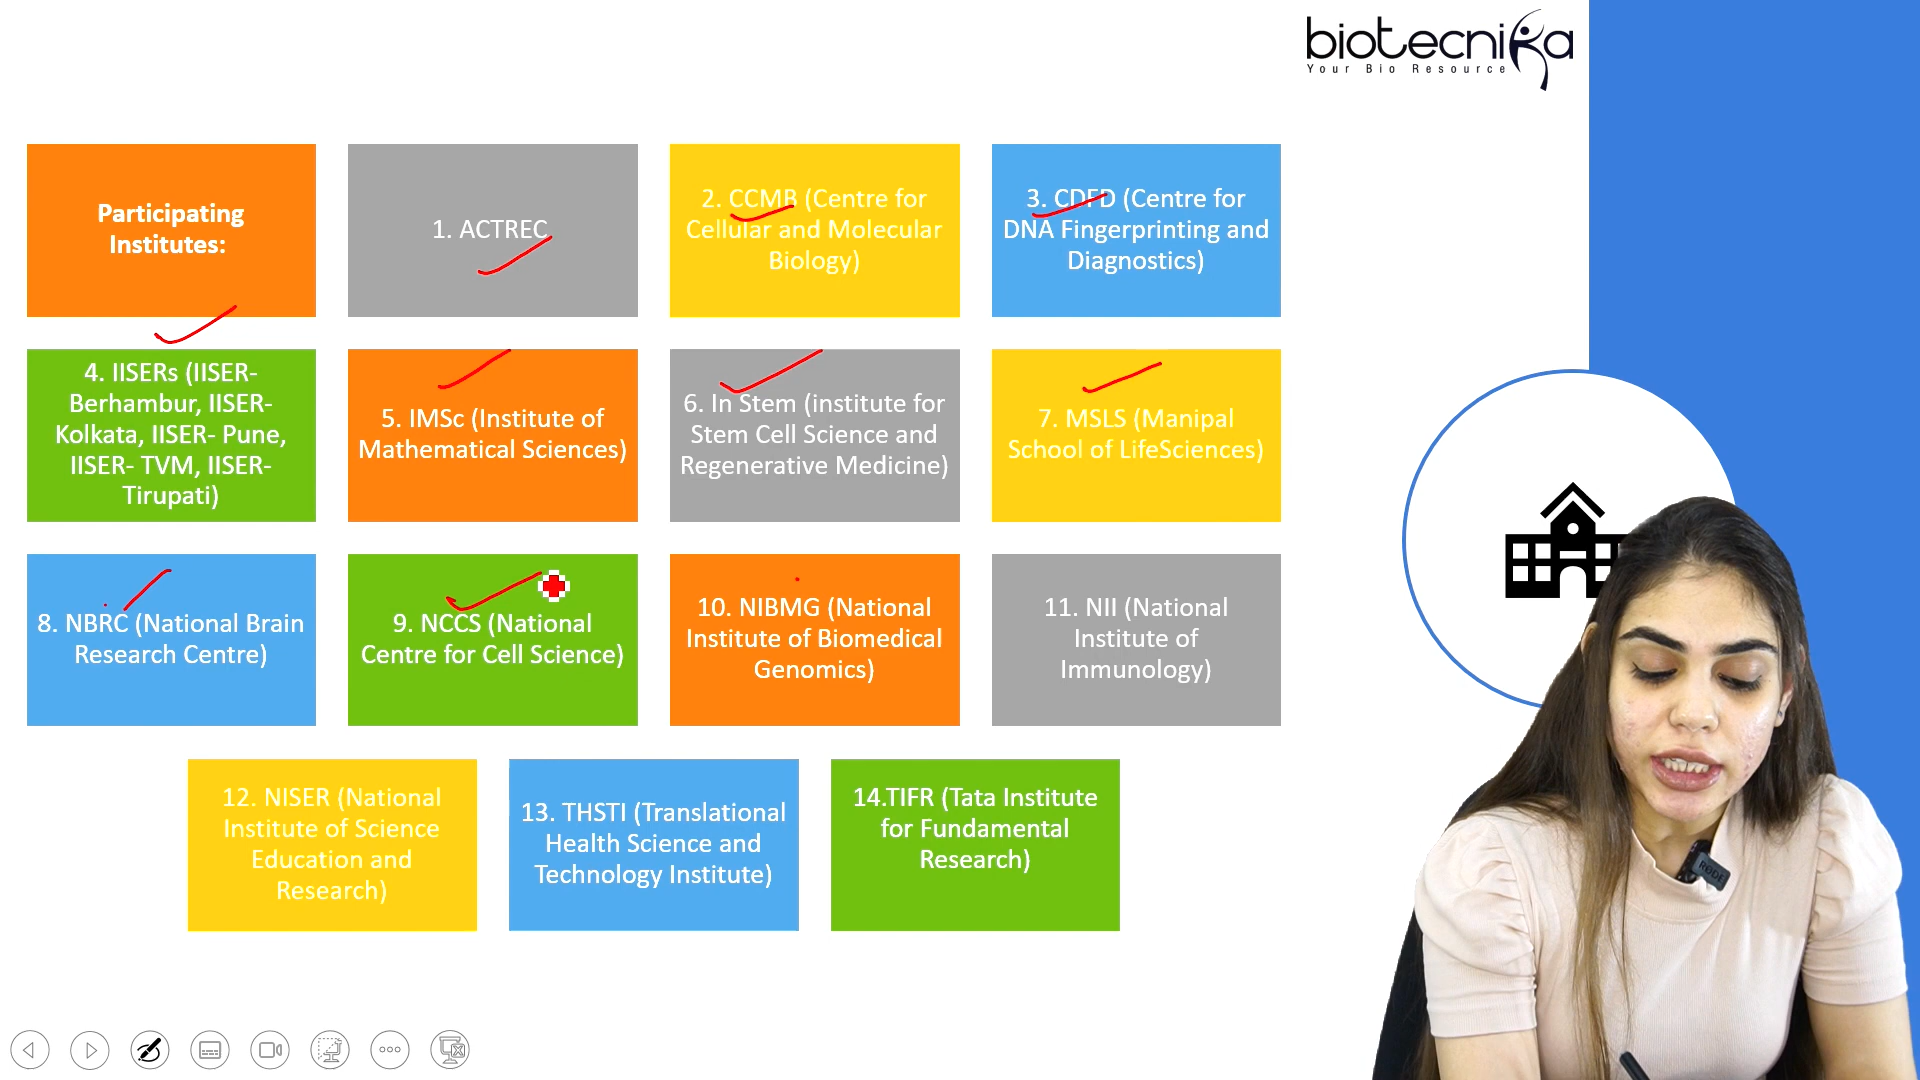 biotecnika
Your Bio Resource
Participating
Institutes:
1. ACTREC
2. CCMB (Centre for
Cellular and Molecular
Biology)
3. CDFD (Centre for
DNA Fingerprinting and
Diagnostics)
4. IISERs (IISER-
Berhambur, IISER-
Kolkata, IISER- Pune,
IISER- TVM, IISER-
Tirupati)
5. IMSc (Institute of
Mathematical Sciences)
6. In Stem (institute for
Stem Cell Science and
Regenerative Medicine)
7. MSLS (Manipal
School of LifeSciences)
8. NBRC (National Brain
Research Centre)
9. NCCS (National
Centre for Cell Science)
10. NIBMG (National
Institute of Biomedical
Genomics)
11. NII (National
Institute of
Immunology)
12. NISER (National
Institute of Science
Education and
Research)
13. THSTI (Translational
Health Science and
Technology Institute)
14.TIFR (Tata Institute
for Fundamental
Research)
RØDE